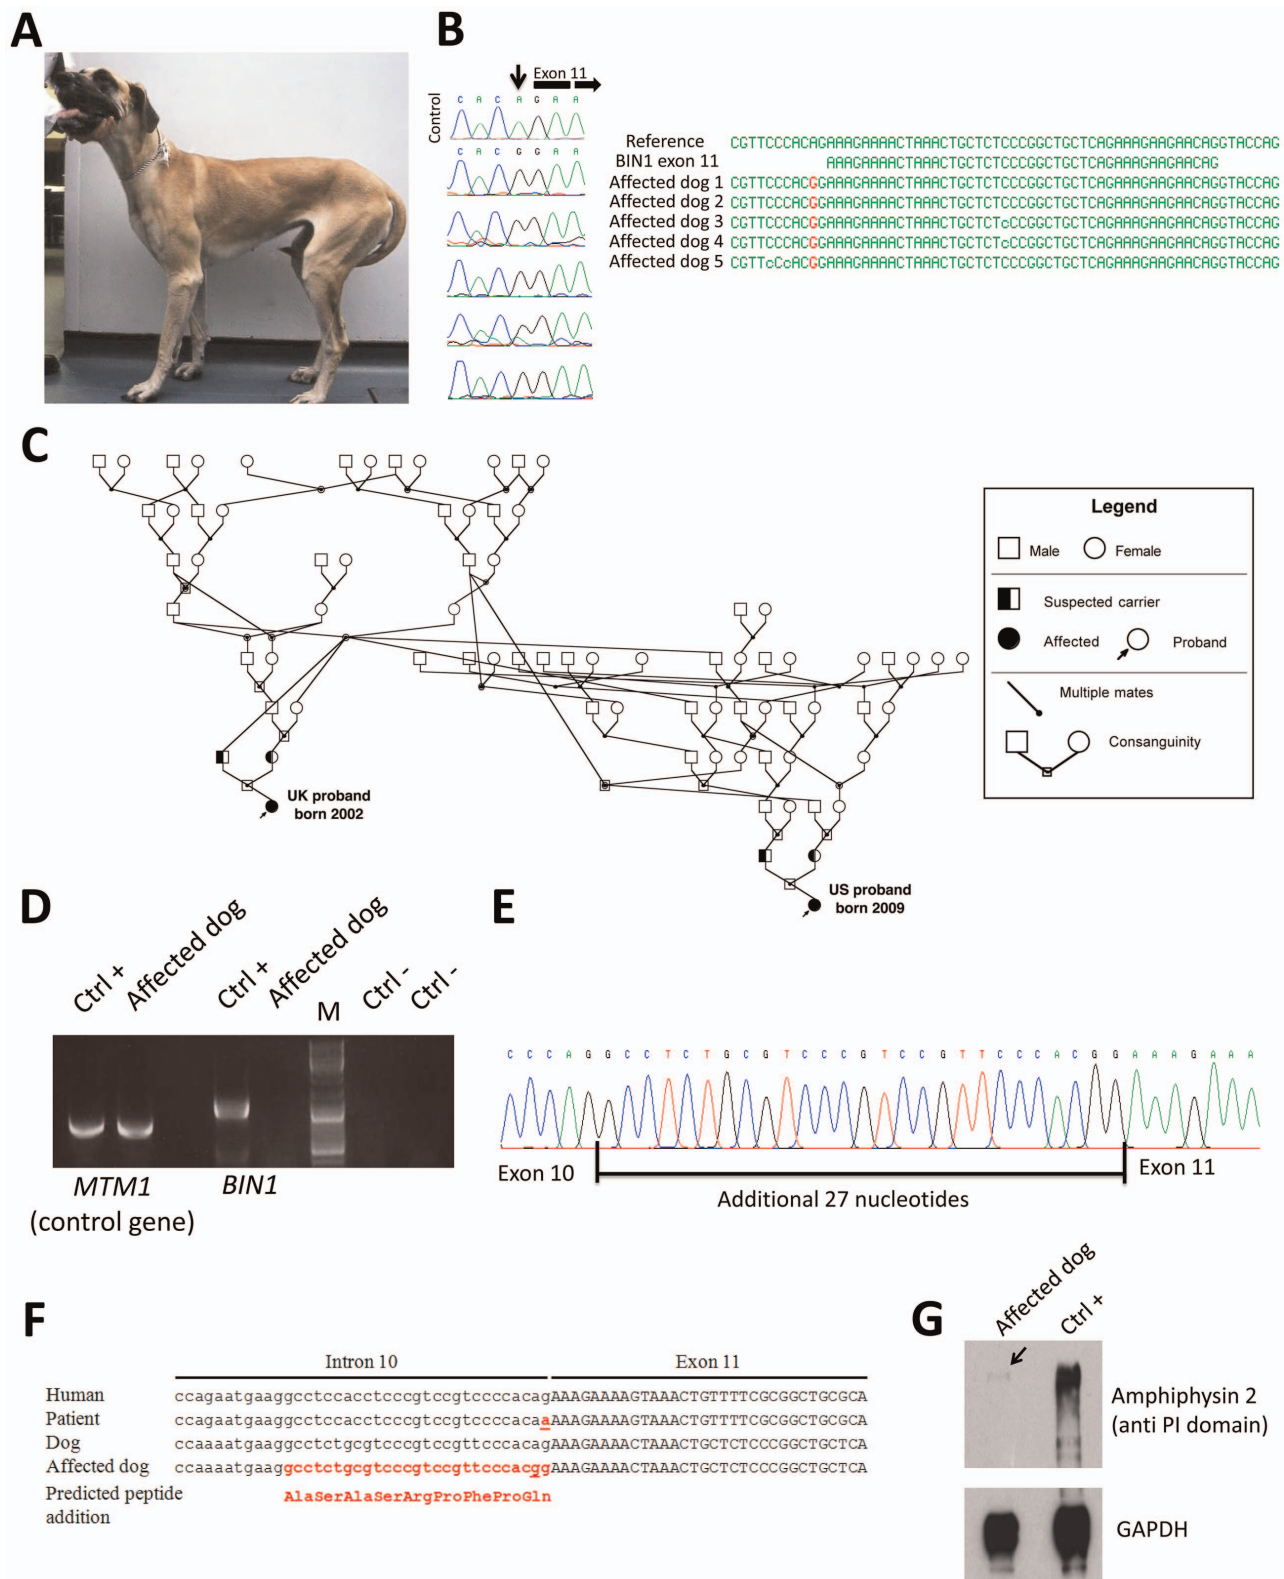 A
B
Control
Exon 11
C A C A G A A
C A C G G A A
Reference CGTTCCCACAGAAAGAAAACTAAACTGCTCTCCCGGCTGCTCAGAAAGAAGAACAGGTACCAG
BIN1 exon 11 AAAGAAAACTAAACTGCTCTCCCGGCTGCTCAGAAAGAAGAACAG
Affected dog 1 CGTTCCCACGGAAAGAAAACTAAACTGCTCTCCCGGCTGCTCAGAAAGAAGAACAGGTACCAG
Affected dog 2 CGTTCCCACGGAAAGAAAACTAAACTGCTCTCCCGGCTGCTCAGAAAGAAGAACAGGTACCAG
Affected dog 3 CGTTCCCACGGAAAGAAAACTAAACTGCTCTcCCGGCTGCTCAGAAAGAAGAACAGGTACCAG
Affected dog 4 CGTTCCCACGGAAAGAAAACTAAACTGCTCTcCCGGCTGCTCAGAAAGAAGAACAGGTACCAG
Affected dog 5 CGTTcCcACGGAAAGAAAACTAAACTGCTCTCCCGGCTGCTCAGAAAGAAGAACAGGTACCAG
C
Legend
Male Female
Suspected carrier
Affected Proband
Multiple mates
Consanguinity
UK proband
born 2002
US proband
born 2009
D
Ctrl + Affected dog Ctrl + Affected dog M Ctrl - Ctrl -
MTM1 BIN1
(control gene)
E
C C C A G G C C T C T G C G T C C C G T C C G T T C C C A C G G A A A G A A A
Exon 10 Exon 11
Additional 27 nucleotides
F
Intron 10 Exon 11
Human ccagaatgaaggcctccacctcccgtccgtccccacagAAAGAAAAGTAAACTGTTTTCGCGGCTGCGCA
Patient ccagaatgaaggcctccacctcccgtccgtccccacaaAAAGAAAAGTAAACTGTTTTCGCGGCTGCGCA
Dog ccaaaatgaaggcctctgcgtcccgtccgttcccacagAAAGAAAACTAAACTGCTCTCCCGGCTGCTCA
Affected dog ccaaaatgaaggcctctgcgtcccgtccgttcccacggAAAGAAAACTAAACTGCTCTCCCGGCTGCTCA
Predicted peptide AlaSerAlaSerArgProPheProGln
addition
G
Affected dog Ctrl +
Amphiphysin 2
(anti PI domain)
GAPDH